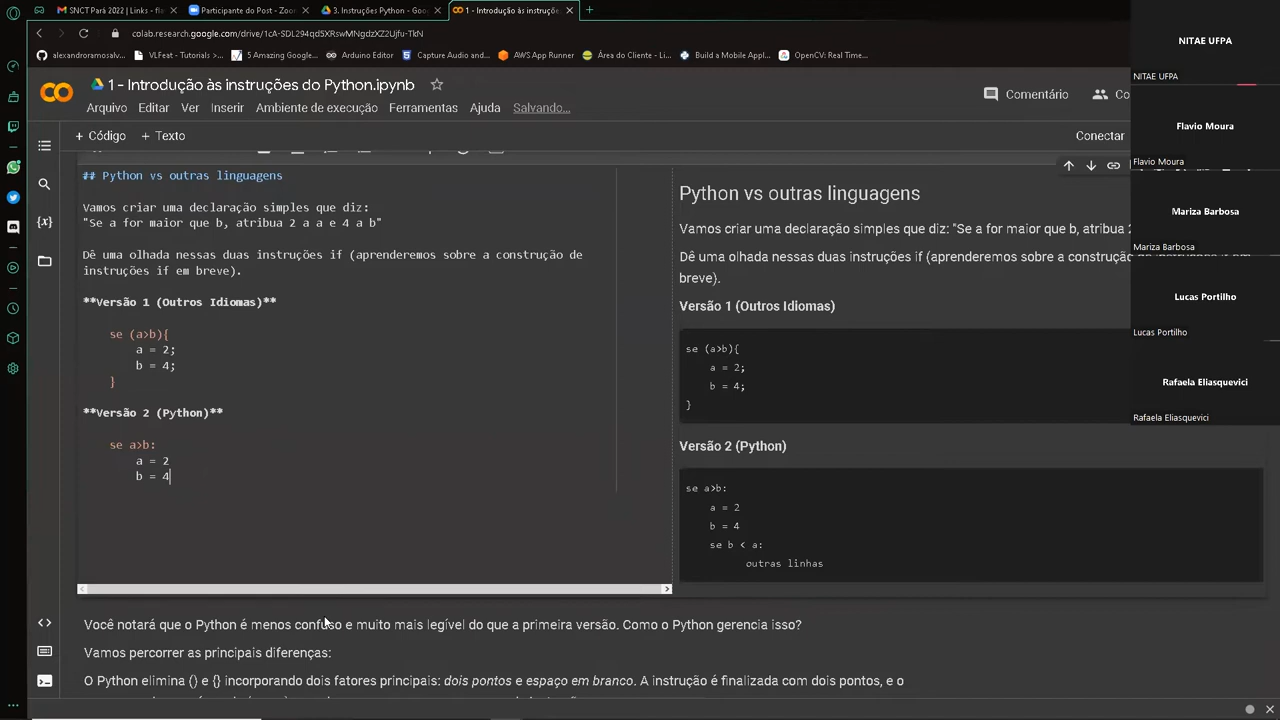 SNCT Pará 2022 | Links - fla
Participante do Post - Zoom
3. Instruções Python - Goog
1 - Introdução às instruçõe
colab.research.google.com/drive/1cA-SDL294qd5XRswMNgdzXZ2Ujfu-TkN
alexandroramosalv...
VLFeat - Tutorials >...
5 Amazing Google...
Arduino Editor
Capture Audio and...
AWS App Runner
Área do Cliente - L...
Build a Mobile Appl...
OpenCV: Real Time...
1 - Introdução às instruções do Python.ipynb
Arquivo Editar Ver Inserir Ambiente de execução Ferramentas Ajuda Salvando...
Comentário
Co
+ Código + Texto
Conectar
## Python vs outras linguagens
Vamos criar uma declaração simples que diz:
"Se a for maior que b, atribua 2 a a e 4 a b"
Dê uma olhada nessas duas instruções if (aprenderemos sobre a construção de
instruções if em breve).
**Versão 1 (Outros Idiomas)**
se (a>b){
a = 2;
b = 4;
}
**Versão 2 (Python)**
se a>b:
a = 2
b = 4
Python vs outras linguagens
Vamos criar uma declaração simples que diz: "Se a for maior que b, atribua 2
Dê uma olhada nessas duas instruções if (aprenderemos sobre a construção de instruções if em
breve).
Versão 1 (Outros Idiomas)
se (a>b){
a = 2;
b = 4;
}
Versão 2 (Python)
se a>b:
a = 2
b = 4
se b < a:
outras linhas
Você notará que o Python é menos confuso e muito mais legível do que a primeira versão. Como o Python gerencia isso?
Vamos percorrer as principais diferenças:
O Python elimina () e {} incorporando dois fatores principais: dois pontos e espaço em branco. A instrução é finalizada com dois pontos, e o
NITAE UFPA
NITAE UFPA
Flavio Moura
Flavio Moura
Mariza Barbosa
Mariza Barbosa
Lucas Portilho
Lucas Portilho
Rafaela Eliasquevici
Rafaela Eliasquevici